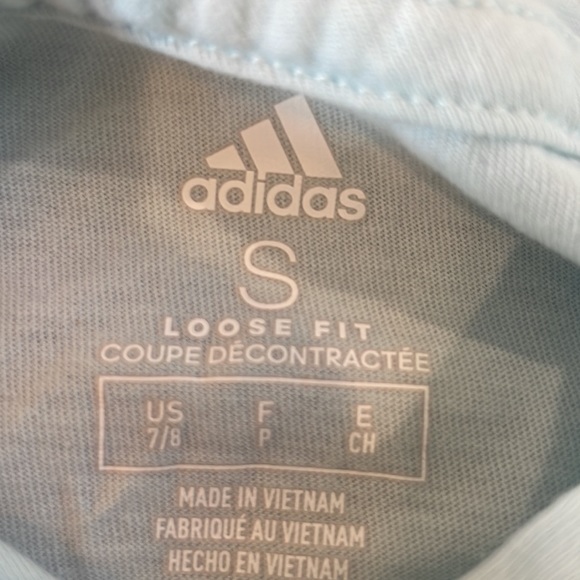 adidas
S
LOOSE FIT
COUPE DÉCONTRACTÉE
US F E
7/8 P CH
MADE IN VIETNAM
FABRIQUÉ AU VIETNAM
HECHO EN VIETNAM